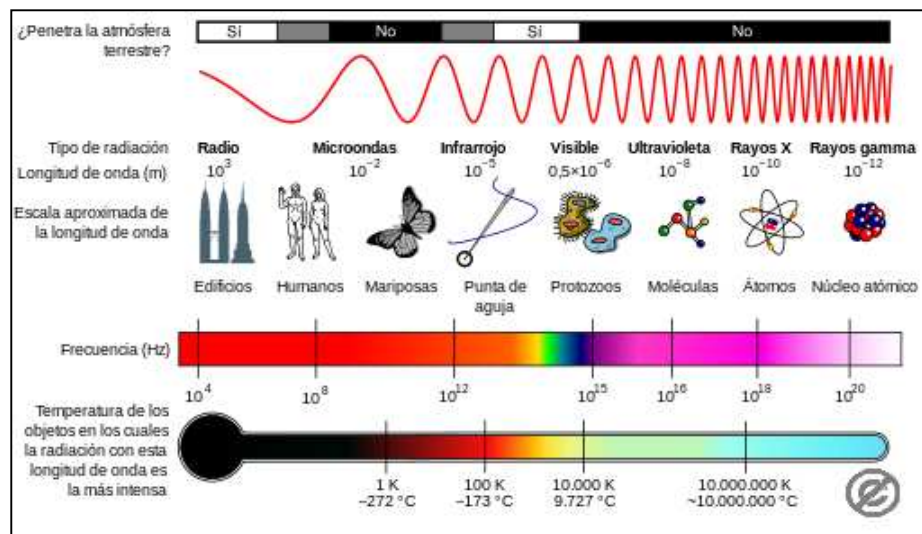 ¿Penetra la atmósfera
terrestre?
Sí
No
Sí
No
Tipo de radiación
Radio
Microondas
Infrarrojo
Visible
Ultravioleta
Rayos X
Rayos gamma
Longitud de onda (m)
10³
10⁻²
10⁻⁵
0,5×10⁻⁶
10⁻⁸
10⁻¹⁰
10⁻¹²
Escala aproximada de
la longitud de onda
Edificios
Humanos
Mariposas
Punta de
aguja
Protozoos
Moléculas
Átomos
Núcleo atómico
Frecuencia (Hz)
10⁴
10⁸
10¹²
10¹⁵
10¹⁶
10¹⁸
10²⁰
Temperatura de los
objetos en los cuales
la radiación con esta
longitud de onda es
la más intensa
1 K
−272 °C
100 K
−173 °C
10.000 K
9.727 °C
10.000.000 K
~10.000.000 °C